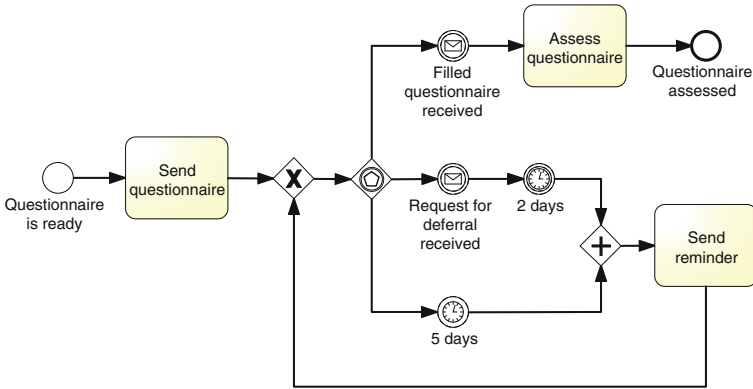 Assess
questionnaire
Filled
questionnaire
received
Questionnaire
assessed
Send
questionnaire
Questionnaire
is ready
X
Request for
deferral
received
2 days
Send
reminder
5 days